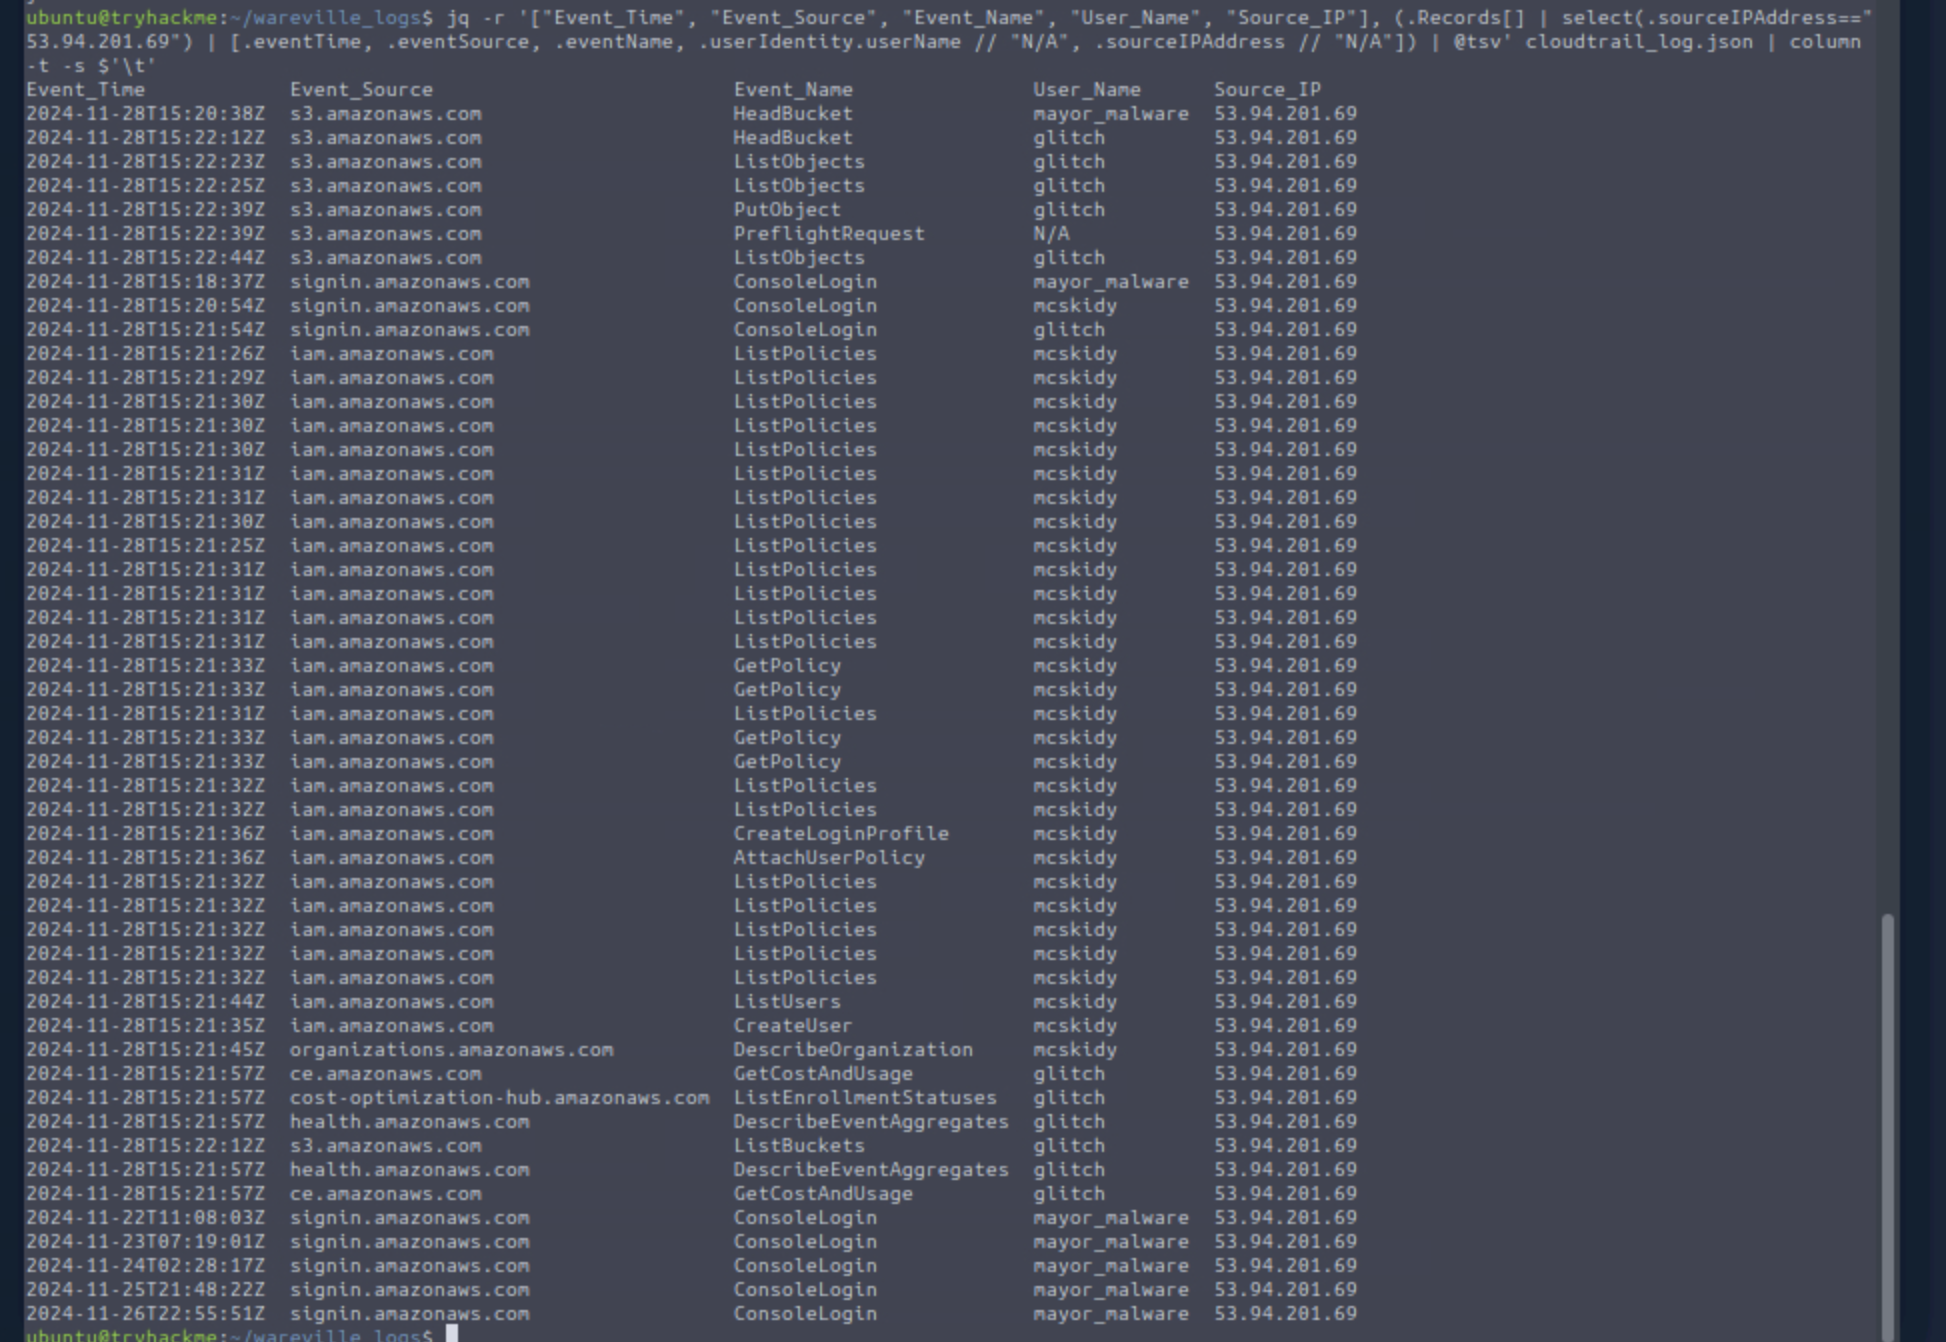 ubuntu@tryhackme:~/wareville_logs$ jq -r '["Event_Time", "Event_Source", "Event_Name", "User_Name", "Source_IP"], (.Records[] | select(.sourceIPAddress=="
53.94.201.69") | [.eventTime, .eventSource, .eventName, .userIdentity.userName // "N/A", .sourceIPAddress // "N/A"]) | @tsv' cloudtrail_log.json | column
-t -s $'\t'
Event_Time Event_Source Event_Name User_Name Source_IP
2024-11-28T15:20:38Z s3.amazonaws.com HeadBucket mayor_malware 53.94.201.69
2024-11-28T15:22:12Z s3.amazonaws.com HeadBucket glitch 53.94.201.69
2024-11-28T15:22:23Z s3.amazonaws.com ListObjects glitch 53.94.201.69
2024-11-28T15:22:25Z s3.amazonaws.com ListObjects glitch 53.94.201.69
2024-11-28T15:22:39Z s3.amazonaws.com PutObject glitch 53.94.201.69
2024-11-28T15:22:39Z s3.amazonaws.com PreflightRequest N/A 53.94.201.69
2024-11-28T15:22:44Z s3.amazonaws.com ListObjects glitch 53.94.201.69
2024-11-28T15:18:37Z signin.amazonaws.com ConsoleLogin mayor_malware 53.94.201.69
2024-11-28T15:20:54Z signin.amazonaws.com ConsoleLogin mcskidy 53.94.201.69
2024-11-28T15:21:54Z signin.amazonaws.com ConsoleLogin glitch 53.94.201.69
2024-11-28T15:21:26Z iam.amazonaws.com ListPolicies mcskidy 53.94.201.69
2024-11-28T15:21:29Z iam.amazonaws.com ListPolicies mcskidy 53.94.201.69
2024-11-28T15:21:30Z iam.amazonaws.com ListPolicies mcskidy 53.94.201.69
2024-11-28T15:21:30Z iam.amazonaws.com ListPolicies mcskidy 53.94.201.69
2024-11-28T15:21:30Z iam.amazonaws.com ListPolicies mcskidy 53.94.201.69
2024-11-28T15:21:31Z iam.amazonaws.com ListPolicies mcskidy 53.94.201.69
2024-11-28T15:21:31Z iam.amazonaws.com ListPolicies mcskidy 53.94.201.69
2024-11-28T15:21:30Z iam.amazonaws.com ListPolicies mcskidy 53.94.201.69
2024-11-28T15:21:25Z iam.amazonaws.com ListPolicies mcskidy 53.94.201.69
2024-11-28T15:21:31Z iam.amazonaws.com ListPolicies mcskidy 53.94.201.69
2024-11-28T15:21:31Z iam.amazonaws.com ListPolicies mcskidy 53.94.201.69
2024-11-28T15:21:31Z iam.amazonaws.com ListPolicies mcskidy 53.94.201.69
2024-11-28T15:21:31Z iam.amazonaws.com ListPolicies mcskidy 53.94.201.69
2024-11-28T15:21:33Z iam.amazonaws.com GetPolicy mcskidy 53.94.201.69
2024-11-28T15:21:33Z iam.amazonaws.com GetPolicy mcskidy 53.94.201.69
2024-11-28T15:21:31Z iam.amazonaws.com ListPolicies mcskidy 53.94.201.69
2024-11-28T15:21:33Z iam.amazonaws.com GetPolicy mcskidy 53.94.201.69
2024-11-28T15:21:33Z iam.amazonaws.com GetPolicy mcskidy 53.94.201.69
2024-11-28T15:21:32Z iam.amazonaws.com ListPolicies mcskidy 53.94.201.69
2024-11-28T15:21:32Z iam.amazonaws.com ListPolicies mcskidy 53.94.201.69
2024-11-28T15:21:36Z iam.amazonaws.com CreateLoginProfile mcskidy 53.94.201.69
2024-11-28T15:21:36Z iam.amazonaws.com AttachUserPolicy mcskidy 53.94.201.69
2024-11-28T15:21:32Z iam.amazonaws.com ListPolicies mcskidy 53.94.201.69
2024-11-28T15:21:32Z iam.amazonaws.com ListPolicies mcskidy 53.94.201.69
2024-11-28T15:21:32Z iam.amazonaws.com ListPolicies mcskidy 53.94.201.69
2024-11-28T15:21:32Z iam.amazonaws.com ListPolicies mcskidy 53.94.201.69
2024-11-28T15:21:32Z iam.amazonaws.com ListPolicies mcskidy 53.94.201.69
2024-11-28T15:21:44Z iam.amazonaws.com ListUsers mcskidy 53.94.201.69
2024-11-28T15:21:35Z iam.amazonaws.com CreateUser mcskidy 53.94.201.69
2024-11-28T15:21:45Z organizations.amazonaws.com DescribeOrganization mcskidy 53.94.201.69
2024-11-28T15:21:57Z ce.amazonaws.com GetCostAndUsage glitch 53.94.201.69
2024-11-28T15:21:57Z cost-optimization-hub.amazonaws.com ListEnrollmentStatuses glitch 53.94.201.69
2024-11-28T15:21:57Z health.amazonaws.com DescribeEventAggregates glitch 53.94.201.69
2024-11-28T15:22:12Z s3.amazonaws.com ListBuckets glitch 53.94.201.69
2024-11-28T15:21:57Z health.amazonaws.com DescribeEventAggregates glitch 53.94.201.69
2024-11-28T15:21:57Z ce.amazonaws.com GetCostAndUsage glitch 53.94.201.69
2024-11-22T11:08:03Z signin.amazonaws.com ConsoleLogin mayor_malware 53.94.201.69
2024-11-23T07:19:01Z signin.amazonaws.com ConsoleLogin mayor_malware 53.94.201.69
2024-11-24T02:28:17Z signin.amazonaws.com ConsoleLogin mayor_malware 53.94.201.69
2024-11-25T21:48:22Z signin.amazonaws.com ConsoleLogin mayor_malware 53.94.201.69
2024-11-26T22:55:51Z signin.amazonaws.com ConsoleLogin mayor_malware 53.94.201.69
ubuntu@tryhackme:~/wareville_logs$